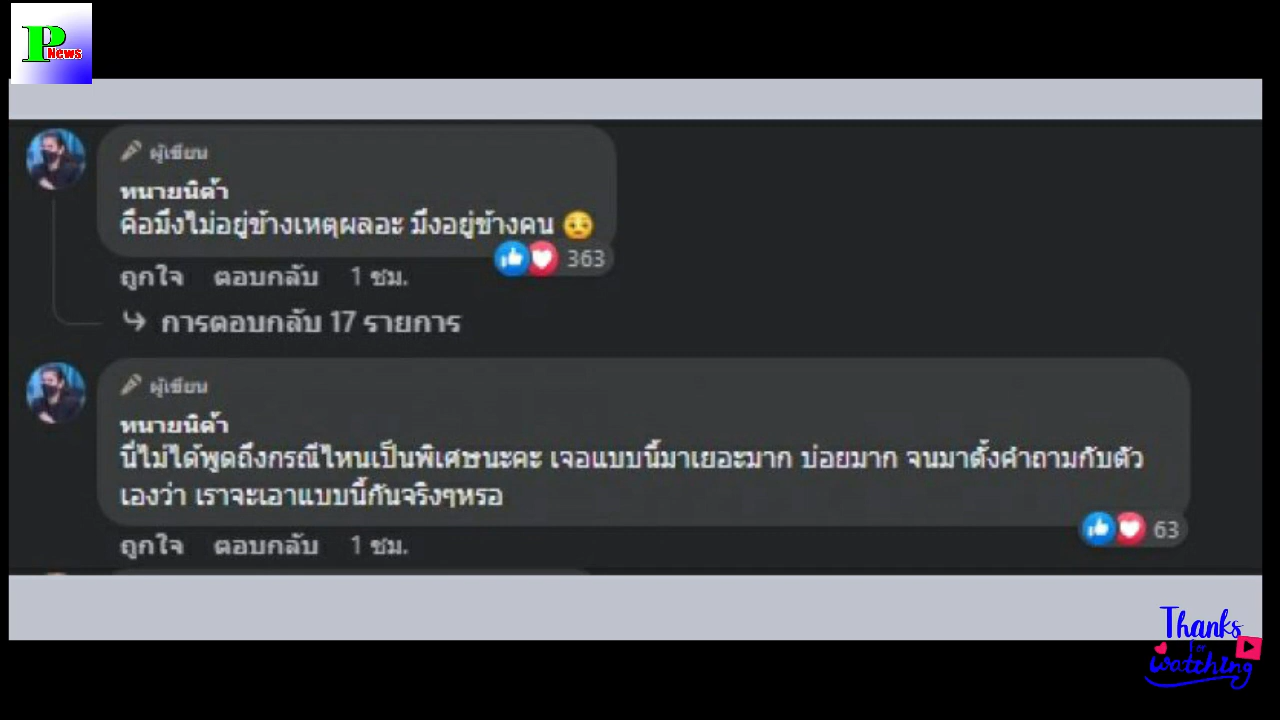 P
News
ผู้เขียน
ทนายนิด้า
คือมึงไม่อยู่ข้างเหตุผลอะ มึงอยู่ข้างคน 🥺
363
ถูกใจ ตอบกลับ 1 ชม.
การตอบกลับ 17 รายการ
ผู้เขียน
ทนายนิด้า
นี่ไม่ได้พูดถึงกรณีไหนเป็นพิเศษนะคะ เจอแบบนี้มาเยอะมาก บ่อยมาก จนมาตั้งคำถามกับตัว
เองว่า เราจะเอาแบบนี้กันจริงๆหรอ
63
ถูกใจ ตอบกลับ 1 ชม.
Thanks
for
watching